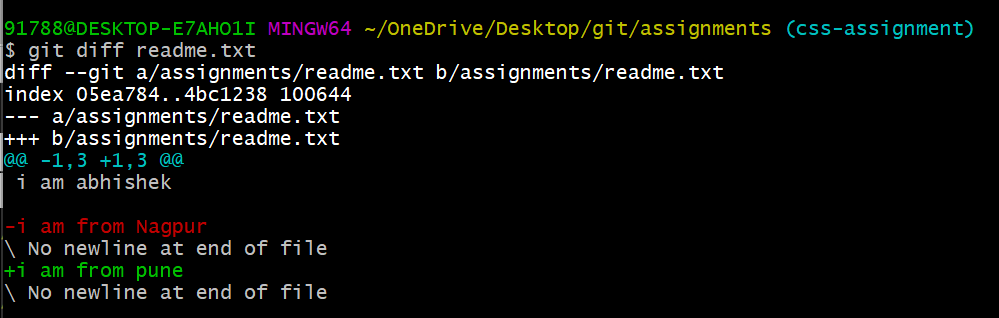 91788@DESKTOP-E7AHO1I MINGW64 ~/OneDrive/Desktop/git/assignments (css-assignment)
$ git diff readme.txt
diff --git a/assignments/readme.txt b/assignments/readme.txt
index 05ea784..4bc1238 100644
--- a/assignments/readme.txt
+++ b/assignments/readme.txt
@@ -1,3 +1,3 @@
 i am abhishek

-i am from Nagpur
\ No newline at end of file
+i am from pune
\ No newline at end of file